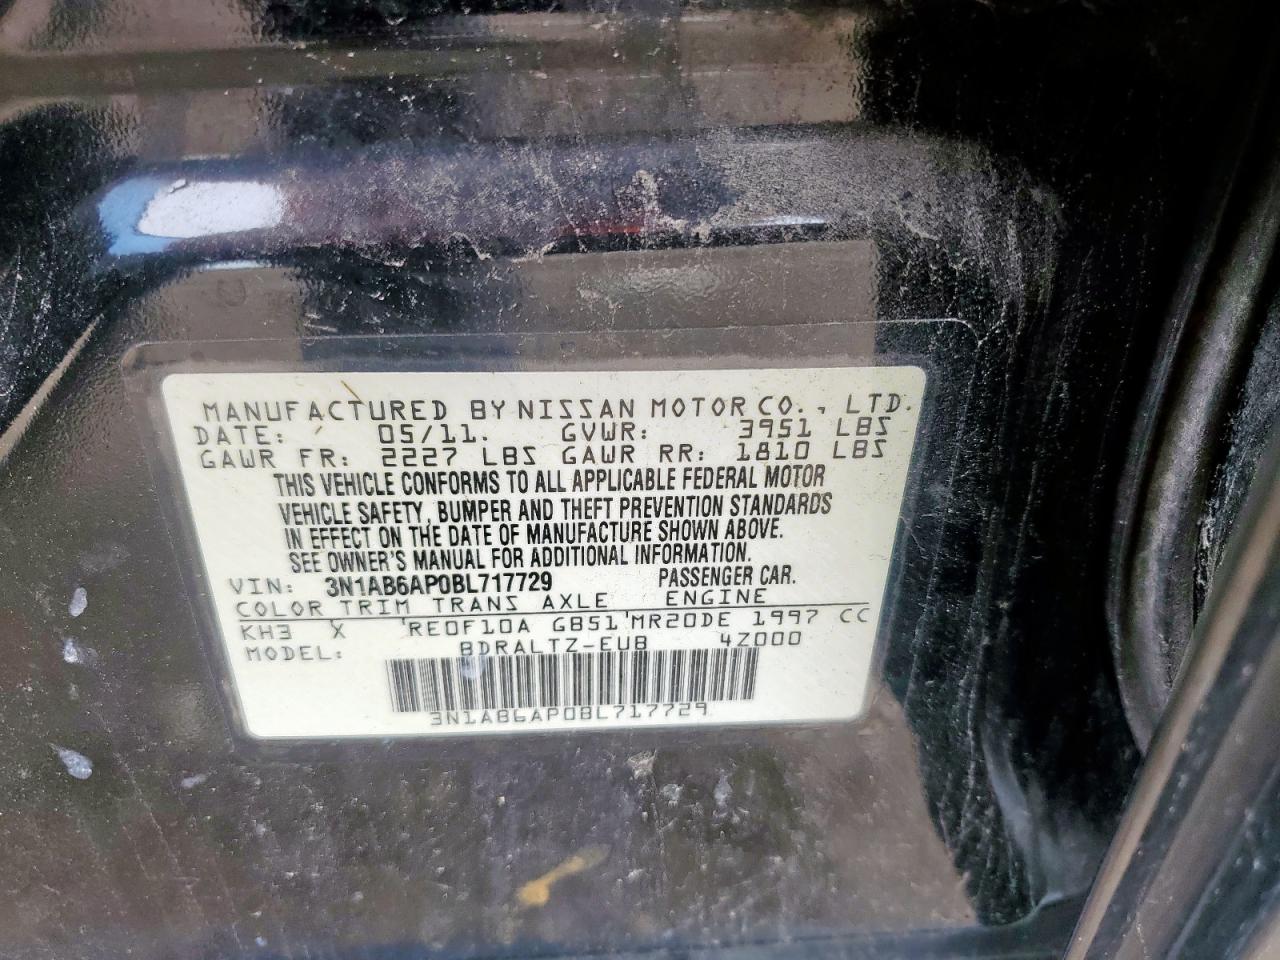 MANUFACTURED BY NISSAN MOTOR CO., LTD.
DATE: 05/11. GVWR: 3951 LBS
GAWR FR: 2227 LBS GAWR RR: 1810 LBS
THIS VEHICLE CONFORMS TO ALL APPLICABLE FEDERAL MOTOR
VEHICLE SAFETY, BUMPER AND THEFT PREVENTION STANDARDS
IN EFFECT ON THE DATE OF MANUFACTURE SHOWN ABOVE.
SEE OWNER'S MANUAL FOR ADDITIONAL INFORMATION.
VIN: 3N1AB6AP0BL717729 PASSENGER CAR.
COLOR TRIM TRANS AXLE ENGINE
KH3 X RE0F10A GB51 MR20DE 1997 CC
MODEL: BDRALTZ-EUB 4Z000
3N1AB6AP0BL717729